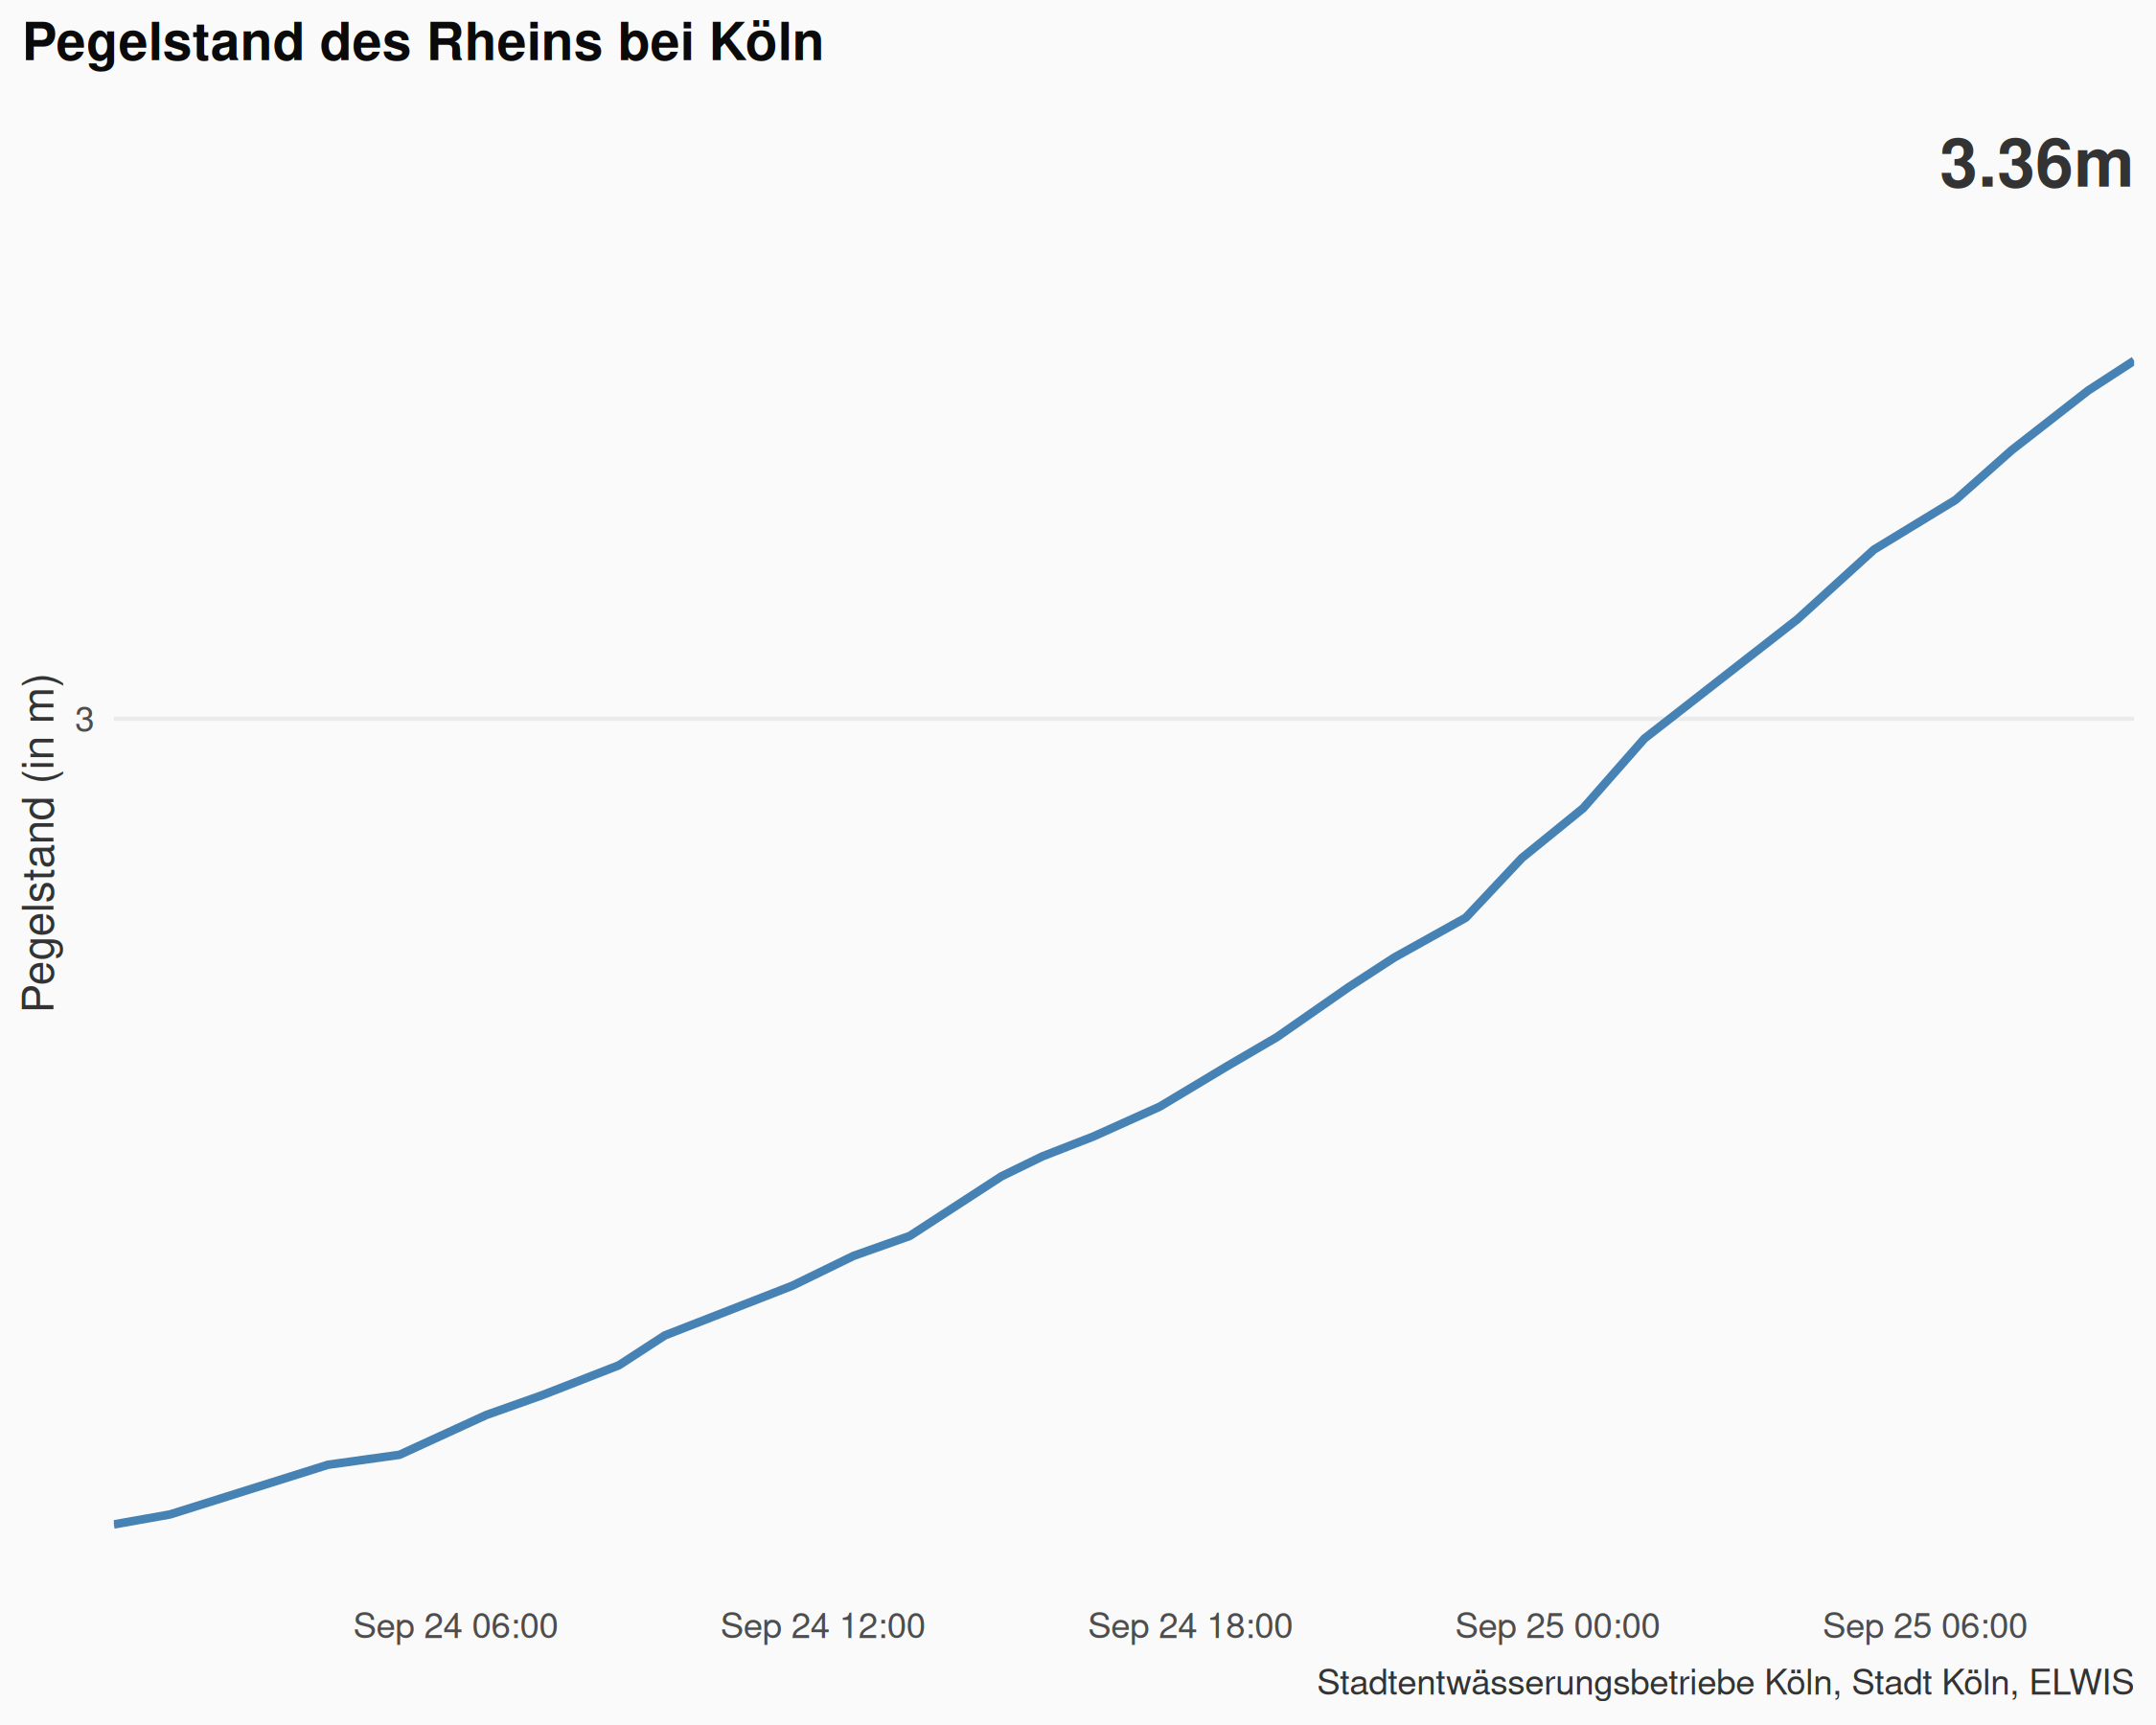 Pegelstand des Rheins bei Köln
3.36m
Pegelstand (in m)
3
Sep 24 06:00
Sep 24 12:00
Sep 24 18:00
Sep 25 00:00
Sep 25 06:00
Stadtentwässerungsbetriebe Köln, Stadt Köln, ELWIS